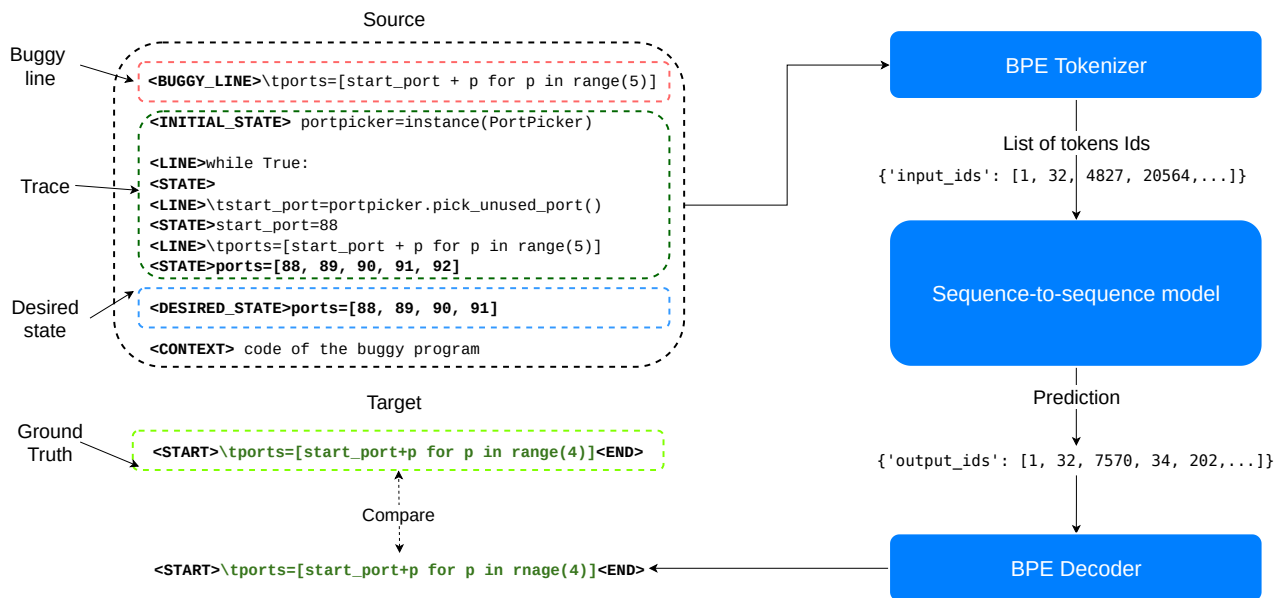 Source
Buggy
line
<BUGGY_LINE>\tports=[start_port + p for p in range(5)]
<INITIAL_STATE> portpicker=instance(PortPicker)
Trace
<LINE>while True:
<STATE>
<LINE>\tstart_port=portpicker.pick_unused_port()
<STATE>start_port=88
<LINE>\tports=[start_port + p for p in range(5)]
<STATE>ports=[88, 89, 90, 91, 92]
Desired
state
<DESIRED_STATE>ports=[88, 89, 90, 91]
<CONTEXT> code of the buggy program
BPE Tokenizer
List of tokens Ids
{'input_ids': [1, 32, 4827, 20564,...]}
Sequence-to-sequence model
Prediction
{'output_ids': [1, 32, 7570, 34, 202,...]}
BPE Decoder
Target
Ground
Truth
<START>\tports=[start_port+p for p in range(4)]<END>
Compare
<START>\tports=[start_port+p for p in rnage(4)]<END>